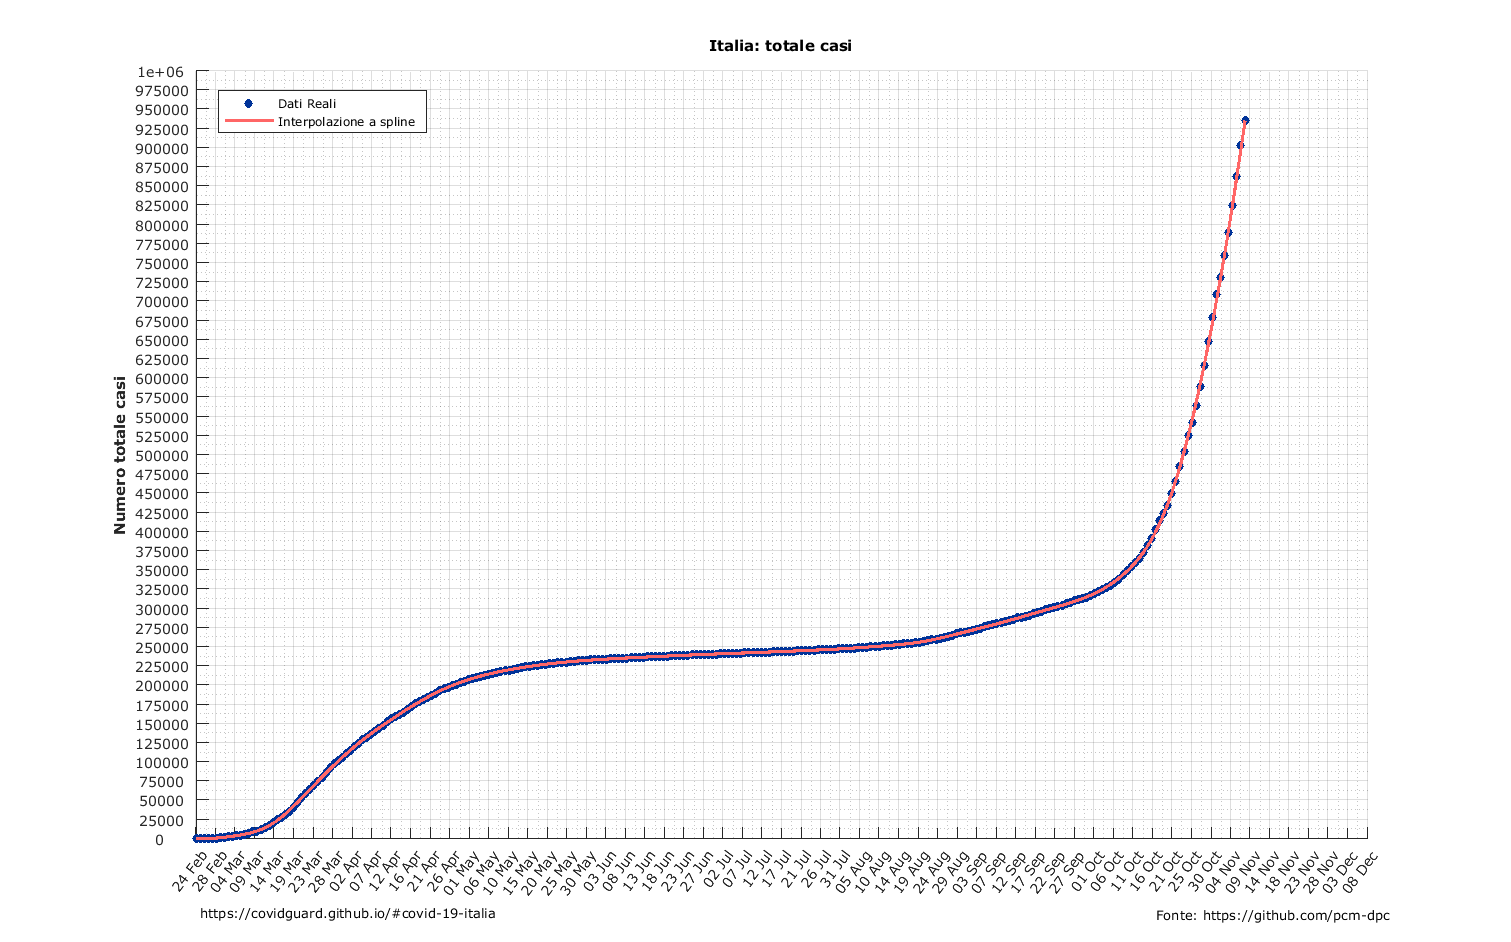 Italia: totale casi
1e+06
975000
950000
925000
900000
875000
850000
825000
800000
775000
750000
725000
700000
675000
650000
625000
600000
575000
550000
525000
500000
475000
450000
425000
400000
375000
350000
325000
300000
275000
250000
225000
200000
175000
150000
125000
100000
75000
50000
25000
0
Numero totale casi
Dati Reali
Interpolazione a spline
24 Feb
28 Feb
04 Mar
09 Mar
14 Mar
19 Mar
23 Mar
28 Mar
02 Apr
07 Apr
12 Apr
16 Apr
21 Apr
26 Apr
01 May
06 May
10 May
15 May
20 May
25 May
30 May
03 Jun
08 Jun
13 Jun
18 Jun
23 Jun
27 Jun
02 Jul
07 Jul
12 Jul
17 Jul
21 Jul
26 Jul
31 Jul
05 Aug
10 Aug
14 Aug
19 Aug
24 Aug
29 Aug
03 Sep
07 Sep
12 Sep
17 Sep
22 Sep
27 Sep
01 Oct
06 Oct
11 Oct
16 Oct
21 Oct
25 Oct
30 Oct
04 Nov
09 Nov
14 Nov
19 Nov
23 Nov
28 Nov
03 Dec
08 Dec
https://covidguard.github.io/#covid-19-italia
Fonte: https://github.com/pcm-dpc